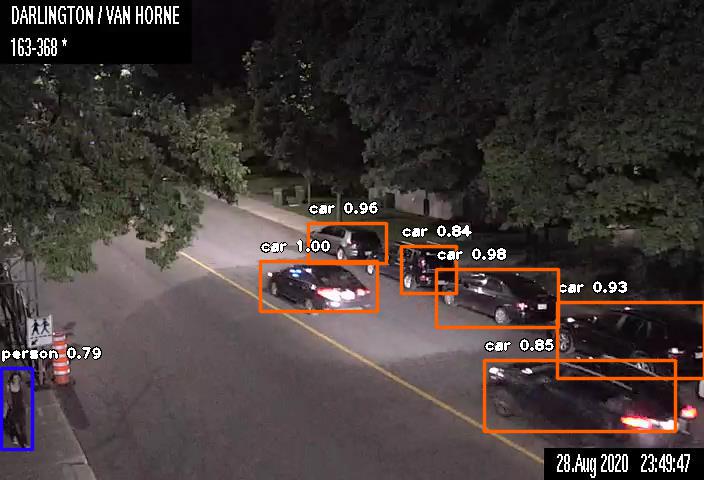 DARLINGTON / VAN HORNE
163-368 *
car 0.96
car 0.84
car 1.00
car 0.98
car 0.93
car 0.85
person 0.79
28.Aug 2020 23:49:47